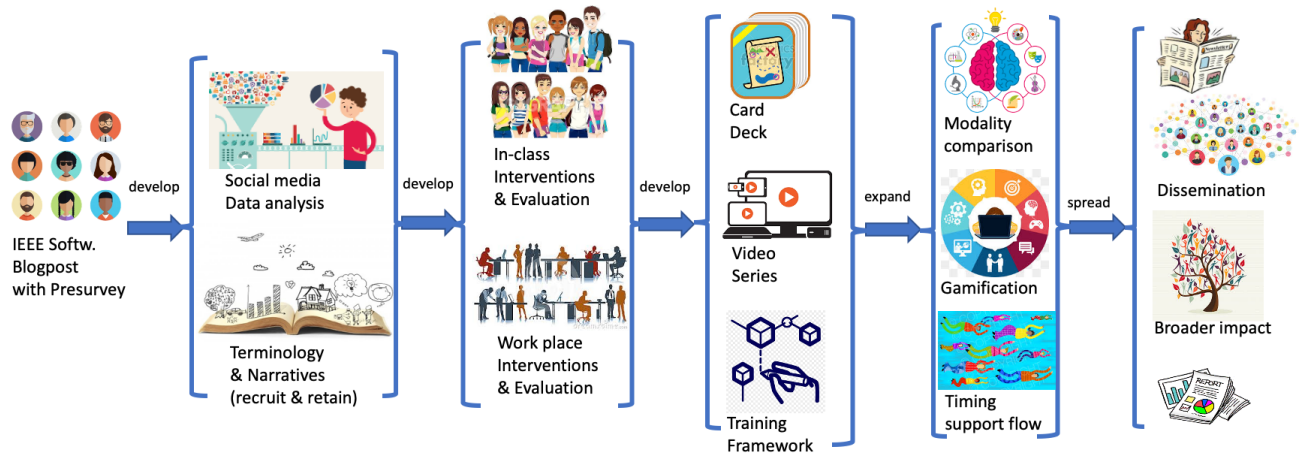 develop
IEEE Softw.
Blogpost
with Presurvey
Social media
Data analysis
Terminology
& Narratives
(recruit & retain)
develop
In-class
Interventions
& Evaluation
Work place
Interventions
& Evaluation
develop
Card
Deck
Video
Series
Training
Framework
expand
Modality
comparison
Gamification
Timing
support flow
spread
Dissemination
Broader impact
REPORT